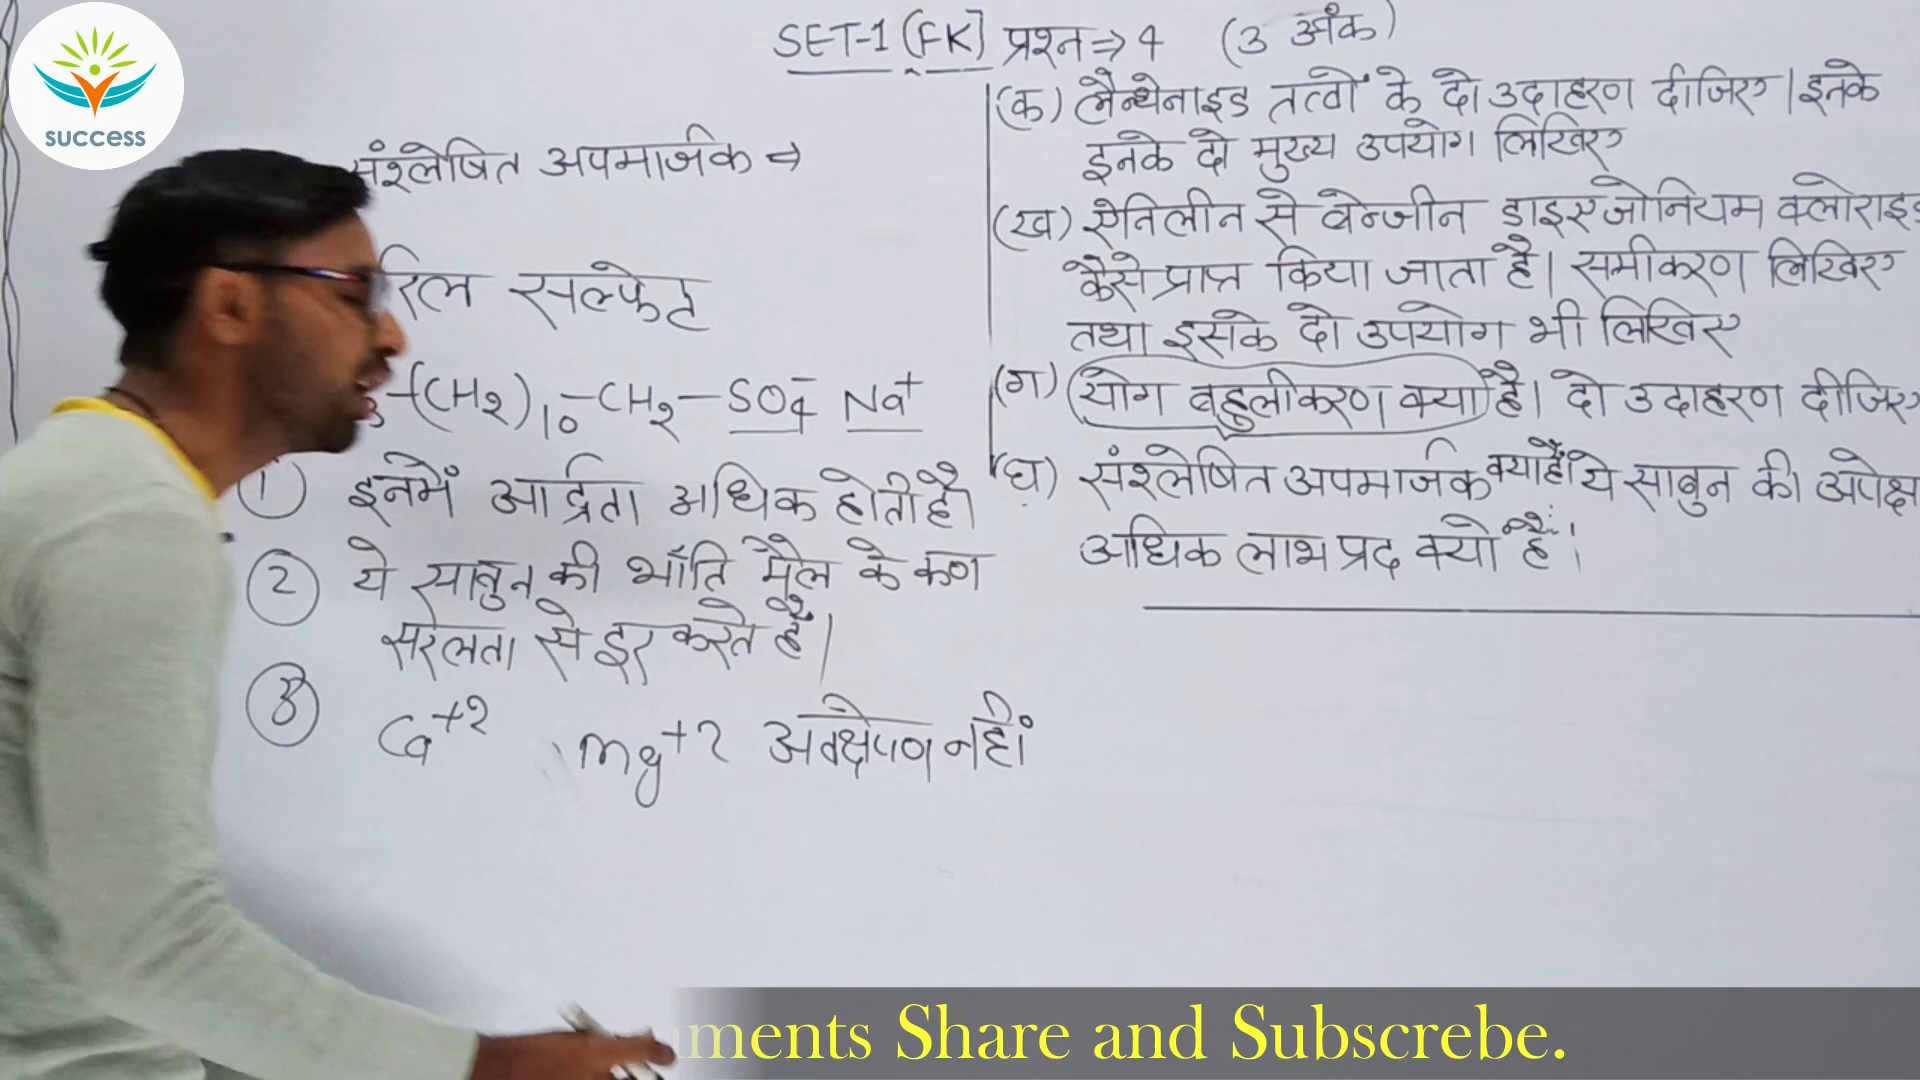 success
SET-1 (FK) प्रश्न⇒ 4 (3 अंक)
संश्लेषित अपमार्जक ⇒
सल्फेट
-(CH2)10-CH2-SO4- Na+
① इनमें आर्द्रता अधिक होती है।
② ये साबुन की भाँति मैल के कण
सरलता से दूर करते हैं।
③ Ca+2 Mg+2 अवक्षेपण नहीं
(क) लैन्थेनाइड तत्वों के दो उदाहरण दीजिए। इनके
इनके दो मुख्य उपयोग लिखिए
(ख) ऐनिलीन से बेन्जीन डाइएजोनियम क्लोराइड
कैसे प्राप्त किया जाता है। समीकरण लिखिए
तथा इसके दो उपयोग भी लिखिए
(ग) योग बहुलीकरण क्या है। दो उदाहरण दीजिए
(घ) संश्लेषित अपमार्जक क्या हैं। ये साबुन की अपेक्षा
अधिक लाभप्रद क्यों हैं।
ments Share and Subscrebe.